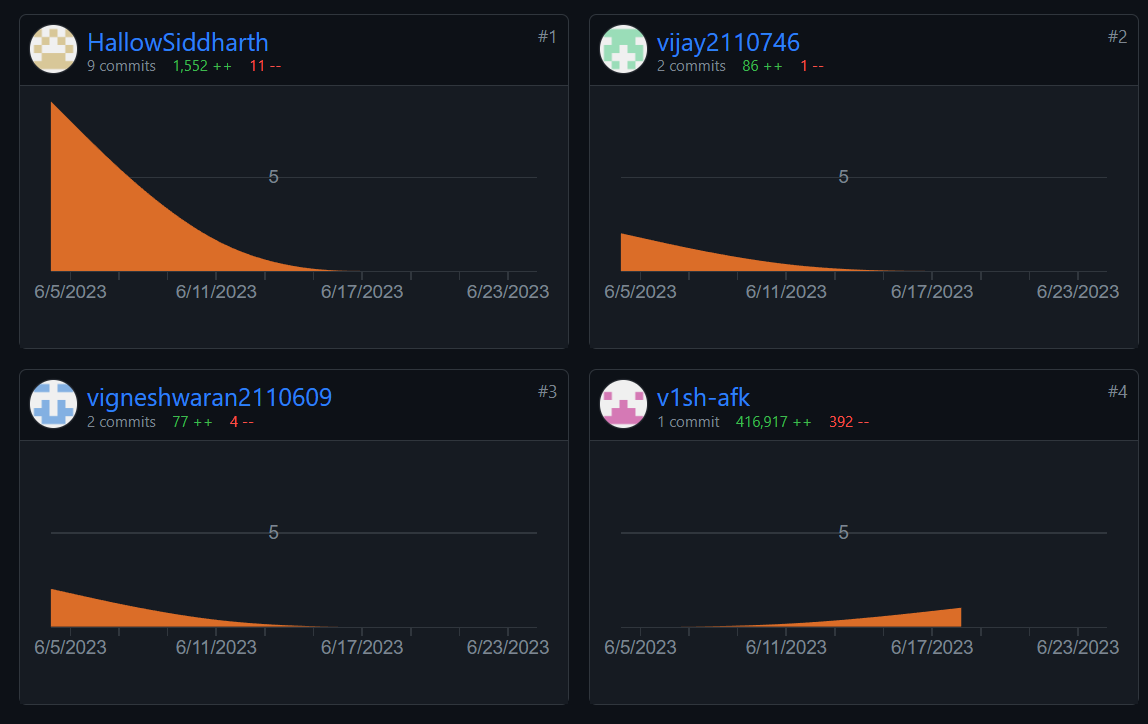 HallowSiddharth #1
9 commits 1,552 ++ 11 --
5
6/5/2023 6/11/2023 6/17/2023 6/23/2023
vijay2110746 #2
2 commits 86 ++ 1 --
5
6/5/2023 6/11/2023 6/17/2023 6/23/2023
vigneshwaran2110609 #3
2 commits 77 ++ 4 --
5
6/5/2023 6/11/2023 6/17/2023 6/23/2023
v1sh-afk #4
1 commit 416,917 ++ 392 --
5
6/5/2023 6/11/2023 6/17/2023 6/23/2023